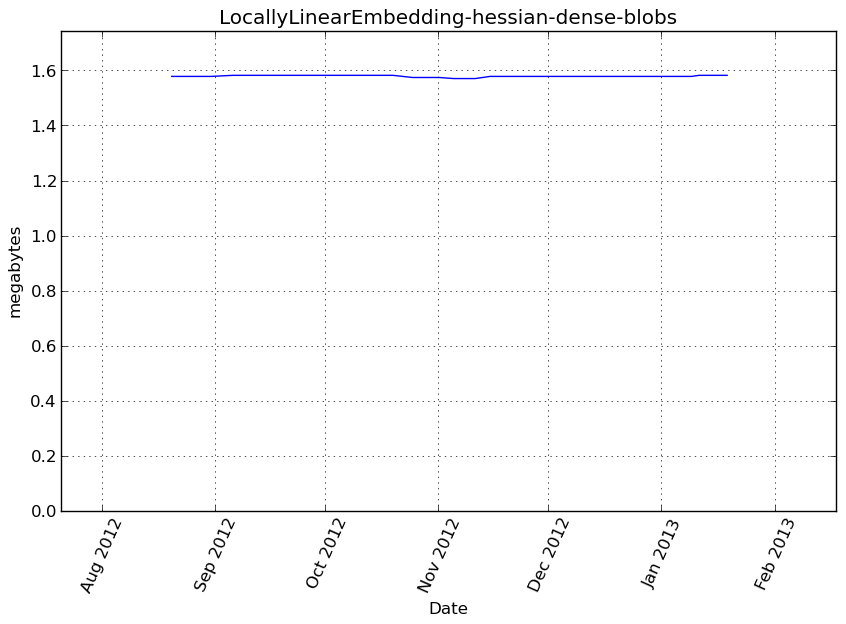 LocallyLinearEmbedding-hessian-dense-blobs
megabytes
1.6
1.4
1.2
1.0
0.8
0.6
0.4
0.2
0.0
Aug 2012
Sep 2012
Oct 2012
Nov 2012
Dec 2012
Jan 2013
Feb 2013
Date